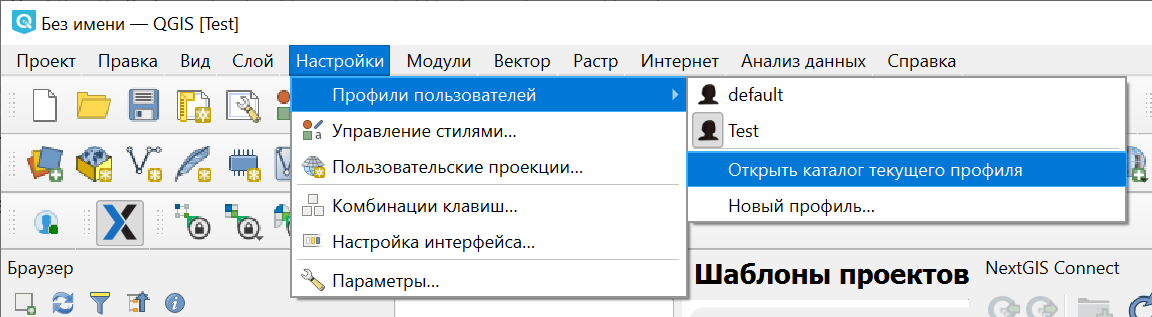 Без имени — QGIS [Test]
Проект Правка Вид Слой Настройки Модули Вектор Растр Интернет Анализ данных Справка
Профили пользователей
Управление стилями...
Пользовательские проекции...
Комбинации клавиш...
Настройка интерфейса...
Параметры...
default
Test
Открыть каталог текущего профиля
Новый профиль...
Браузер
Шаблоны проектов
NextGIS Connect